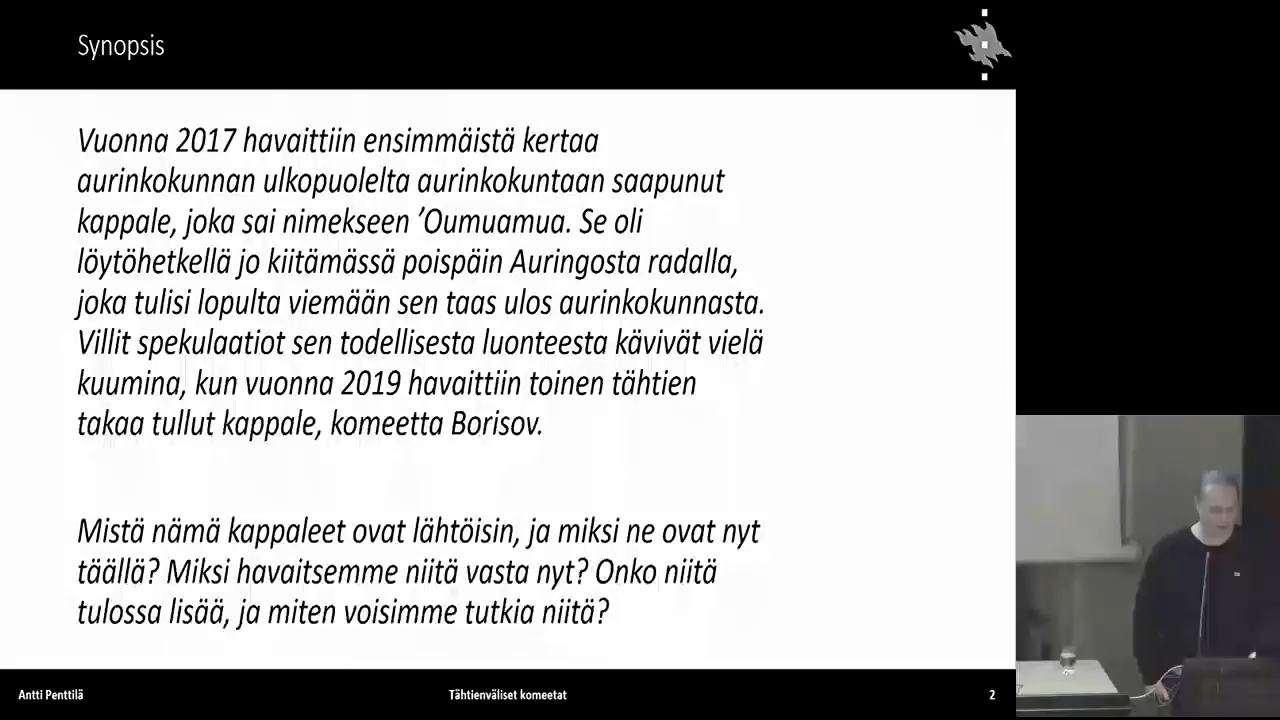 Synopsis
Vuonna 2017 havaittiin ensimmäistä kertaa
aurinkokunnan ulkopuolelta aurinkokuntaan saapunut
kappale, joka sai nimekseen ’Oumuamua. Se oli
löytöhetkellä jo kiitämässä poispäin Auringosta radalla,
joka tulisi lopulta viemään sen taas ulos aurinkokunnasta.
Villit spekulaatiot sen todellisesta luonteesta kävivät vielä
kuumina, kun vuonna 2019 havaittiin toinen tähtien
takaa tullut kappale, komeetta Borisov.
Mistä nämä kappaleet ovat lähtöisin, ja miksi ne ovat nyt
täällä? Miksi havaitsemme niitä vasta nyt? Onko niitä
tulossa lisää, ja miten voisimme tutkia niitä?
Antti Penttilä
Tähtienväliset komeetat
2